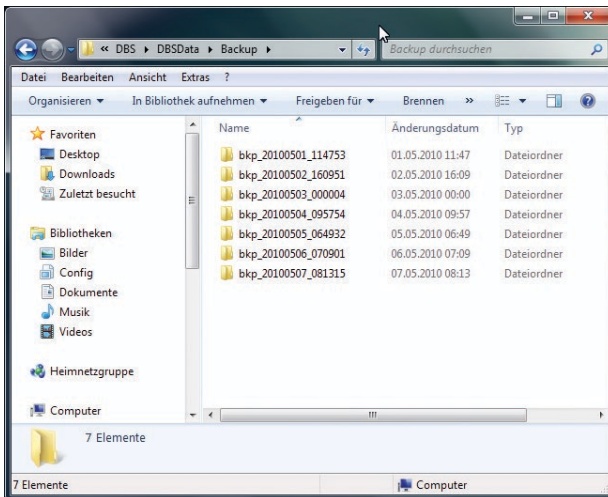 « DBS ▸ DBSData ▸ Backup ▸ Backup durchsuchen
Datei Bearbeiten Ansicht Extras ?
Organisieren ▾ In Bibliothek aufnehmen ▾ Freigeben für ▾ Brennen »
Favoriten
Desktop
Downloads
Zuletzt besucht
Bibliotheken
Bilder
Config
Dokumente
Musik
Videos
Heimnetzgruppe
Computer
Name Änderungsdatum Typ
bkp_20100501_114753 01.05.2010 11:47 Dateiordner
bkp_20100502_160951 02.05.2010 16:09 Dateiordner
bkp_20100503_000004 03.05.2010 00:00 Dateiordner
bkp_20100504_095754 04.05.2010 09:57 Dateiordner
bkp_20100505_064932 05.05.2010 06:49 Dateiordner
bkp_20100506_070901 06.05.2010 07:09 Dateiordner
bkp_20100507_081315 07.05.2010 08:13 Dateiordner
7 Elemente
7 Elemente Computer